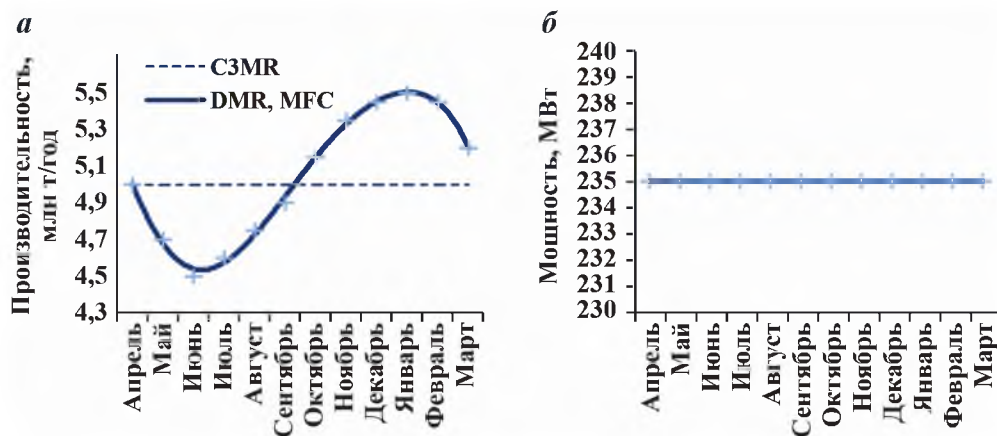 а
Производительность,
млн т/год
5,5
5,3
5,1
4,9
4,7
4,5
4,3
C3MR
DMR, MFC
Апрель
Май
Июнь
Июль
Август
Сентябрь
Октябрь
Ноябрь
Декабрь
Январь
Февраль
Март
б
Мощность, МВт
240
239
238
237
236
235
234
233
232
231
230
Апрель
Май
Июнь
Июль
Август
Сентябрь
Октябрь
Ноябрь
Декабрь
Январь
Февраль
Март